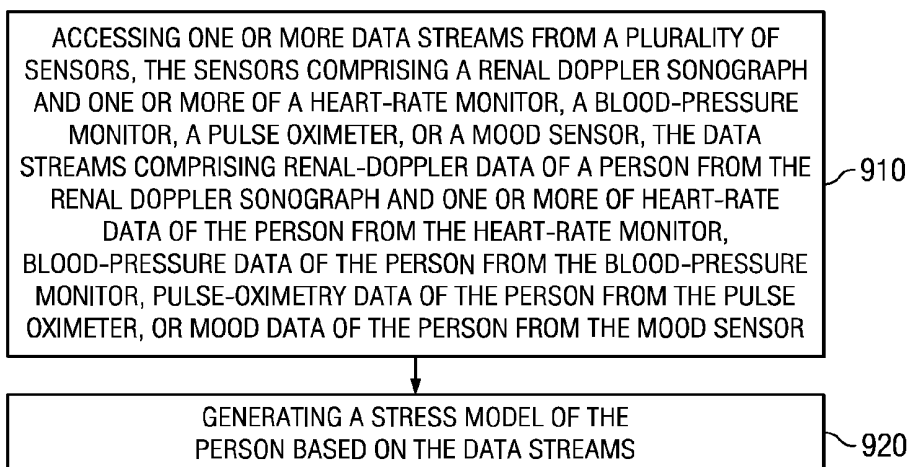 ACCESSING ONE OR MORE DATA STREAMS FROM A PLURALITY OF
SENSORS, THE SENSORS COMPRISING A RENAL DOPPLER SONOGRAPH
AND ONE OR MORE OF A HEART-RATE MONITOR, A BLOOD-PRESSURE
MONITOR, A PULSE OXIMETER, OR A MOOD SENSOR, THE DATA
STREAMS COMPRISING RENAL-DOPPLER DATA OF A PERSON FROM THE
RENAL DOPPLER SONOGRAPH AND ONE OR MORE OF HEART-RATE
DATA OF THE PERSON FROM THE HEART-RATE MONITOR,
BLOOD-PRESSURE DATA OF THE PERSON FROM THE BLOOD-PRESSURE
MONITOR, PULSE-OXIMETRY DATA OF THE PERSON FROM THE PULSE
OXIMETER, OR MOOD DATA OF THE PERSON FROM THE MOOD SENSOR
910
GENERATING A STRESS MODEL OF THE
PERSON BASED ON THE DATA STREAMS
920